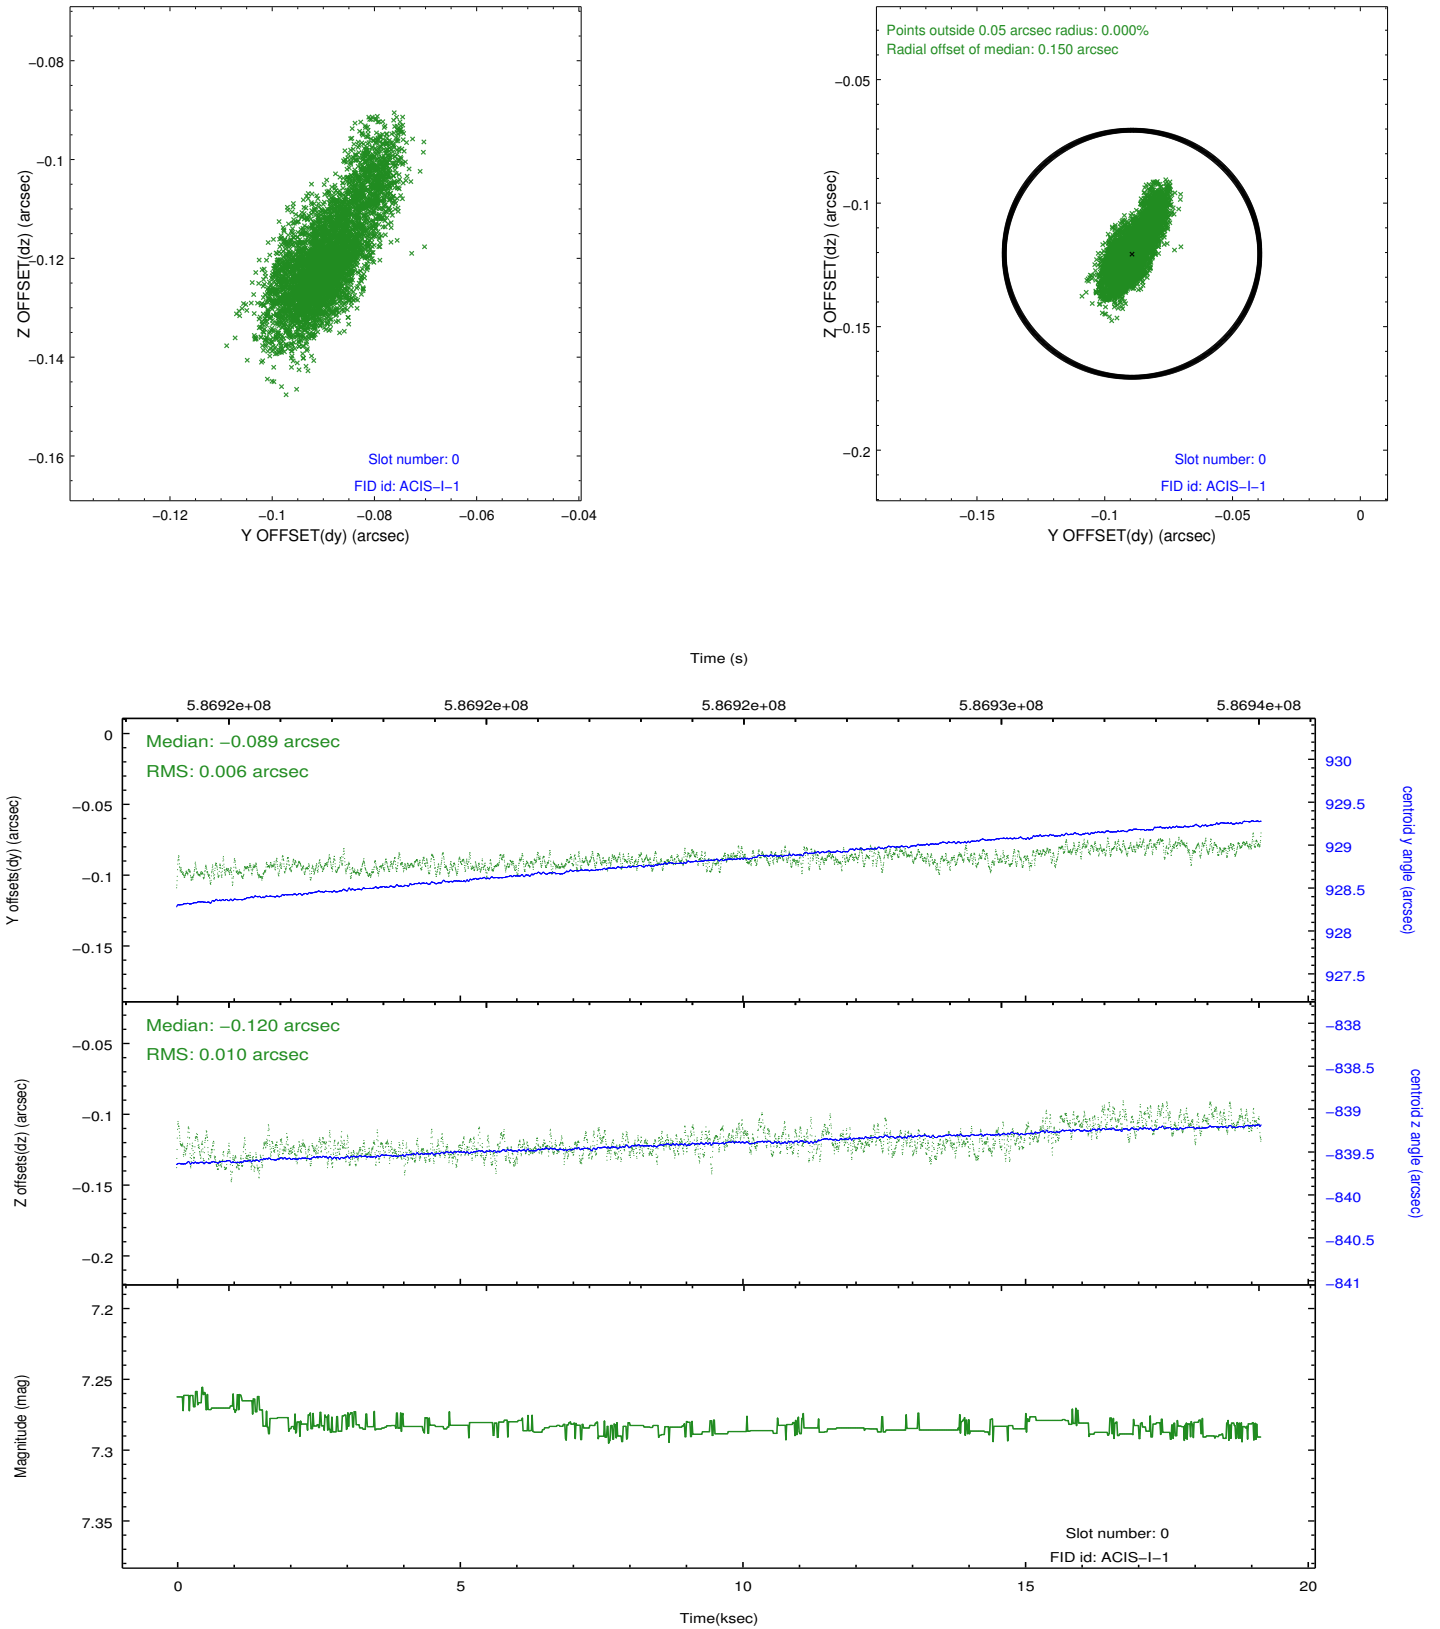 −0.08
−0.1
−0.12
−0.14
−0.16
Z OFFSET(dz) (arcsec)
Slot number: 0
FID id: ACIS−I−1
−0.12 −0.1 −0.08 −0.06 −0.04
Y OFFSET(dy) (arcsec)
Points outside 0.05 arcsec radius: 0.000%
Radial offset of median: 0.150 arcsec
−0.05
−0.1
−0.15
−0.2
Z OFFSET(dz) (arcsec)
Slot number: 0
FID id: ACIS−I−1
−0.15 −0.1 −0.05 0
Y OFFSET(dy) (arcsec)
Time (s)
5.8692e+08 5.8692e+08 5.8692e+08 5.8693e+08 5.8694e+08
Median: −0.089 arcsec
RMS: 0.006 arcsec
0
−0.05
−0.1
−0.15
Y offsets(dy) (arcsec)
930
929.5
929
928.5
928
927.5
centroid y angle (arcsec)
Median: −0.120 arcsec
RMS: 0.010 arcsec
−0.05
−0.1
−0.15
−0.2
Z offsets(dz) (arcsec)
−838
−838.5
−839
−839.5
−840
−840.5
−841
centroid z angle (arcsec)
7.2
7.25
7.3
7.35
Magnitude (mag)
Slot number: 0
FID id: ACIS−I−1
0 5 10 15 20
Time(ksec)